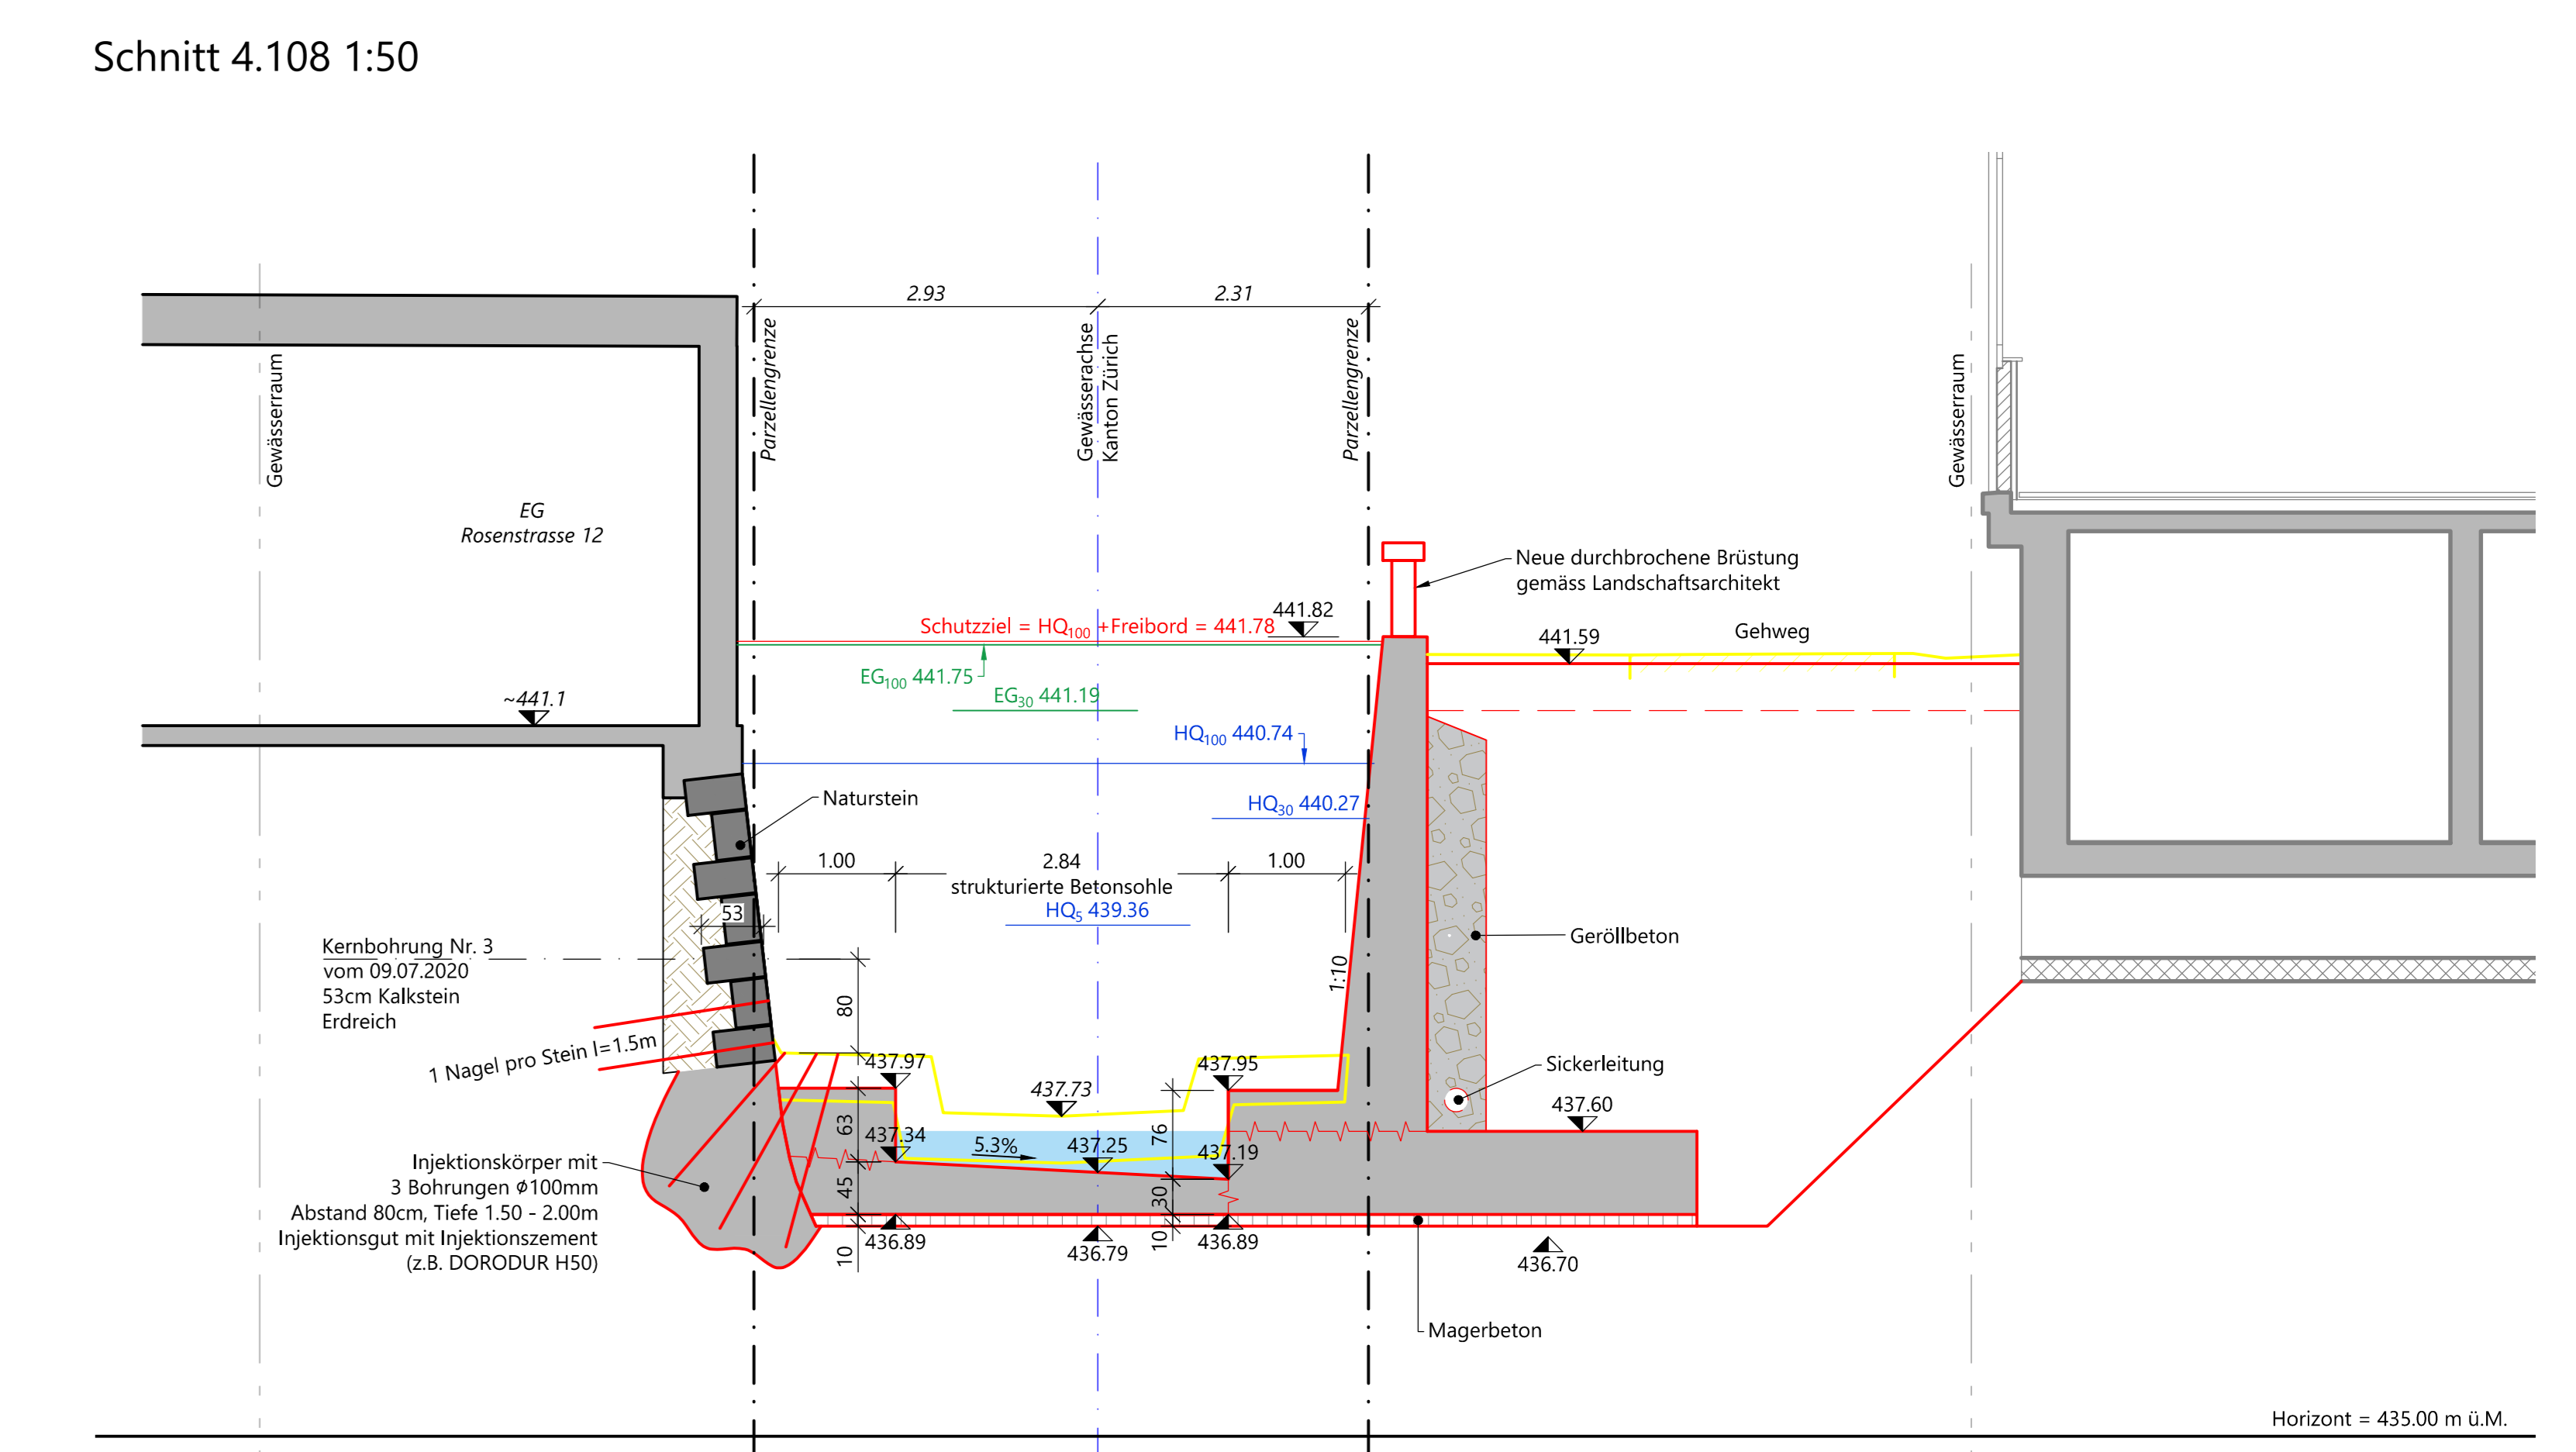 Schnitt 4.108 1:50
2.93
2.31
Parzellengrenze
Gewässerachse
Kanton Zürich
Parzellengrenze
Gewässerraum
Gewässerraum
EG
Rosenstrasse 12
Neue durchbrochene Brüstung
gemäss Landschaftsarchitekt
441.82
Schutzziel = HQ100 +Freibord = 441.78
441.59
Gehweg
EG100 441.75
EG30 441.19
~441.1
HQ100 440.74
HQ30 440.27
Naturstein
1.00
2.84
1.00
strukturierte Betonsohle
HQ5 439.36
53
Geröllbeton
Kernbohrung Nr. 3
vom 09.07.2020
53cm Kalkstein
Erdreich
1:10
80
1 Nagel pro Stein l=1.5m
437.97
437.95
Sickerleitung
437.73
437.60
63
437.34
5.3%
437.25
76
437.19
Injektionskörper mit
3 Bohrungen ϕ100mm
Abstand 80cm, Tiefe 1.50 - 2.00m
Injektionsgut mit Injektionszement
(z.B. DORODUR H50)
45
30
10
436.89
436.79
10
436.89
436.70
Magerbeton
Horizont = 435.00 m ü.M.